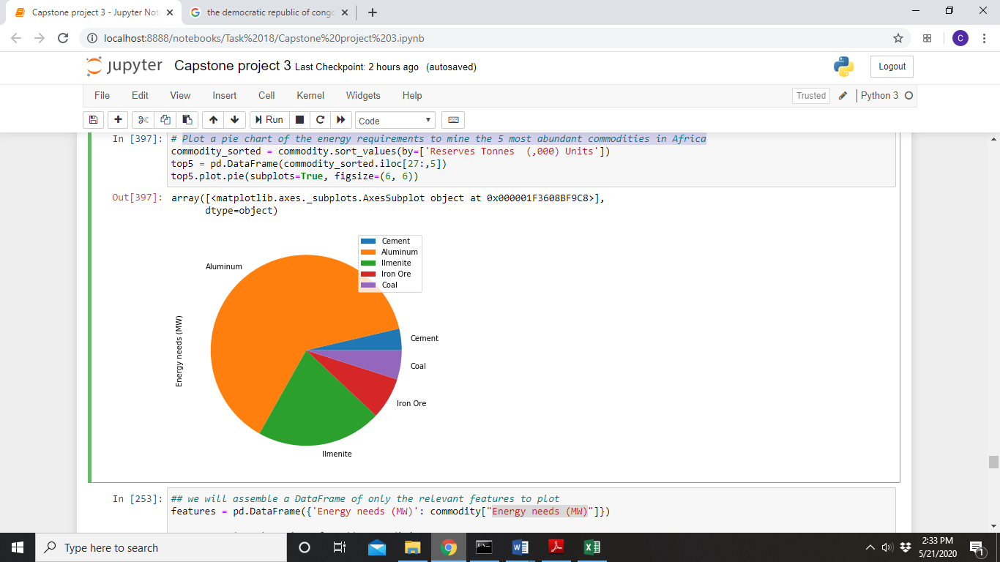 Capstone project 3 - Jupyter Not
the democratic republic of congo
localhost:8888/notebooks/Task%2018/Capstone%20project%203.ipynb
C
jupyter Capstone project 3 Last Checkpoint: 2 hours ago (autosaved)
Logout
File Edit View Insert Cell Kernel Widgets Help
Trusted Python 3
Run Code
In [397]: # Plot a pie chart of the energy requirements to mine the 5 most abundant commodities in Africa
commodity_sorted = commodity.sort_values(by=['Reserves Tonnes  (,000) Units'])
top5 = pd.DataFrame(commodity_sorted.iloc[27:,5])
top5.plot.pie(subplots=True, figsize=(6, 6))
Out[397]: array([<matplotlib.axes._subplots.AxesSubplot object at 0x000001F3608BF9C8>],
dtype=object)
Cement
Aluminum
Ilmenite
Iron Ore
Coal
Aluminum
Energy needs (MW)
Cement
Coal
Iron Ore
Ilmenite
In [253]: ## we will assemble a DataFrame of only the relevant features to plot
features = pd.DataFrame({'Energy needs (MW)': commodity["Energy needs (MW)"]})
Type here to search
2:33 PM
5/21/2020
1